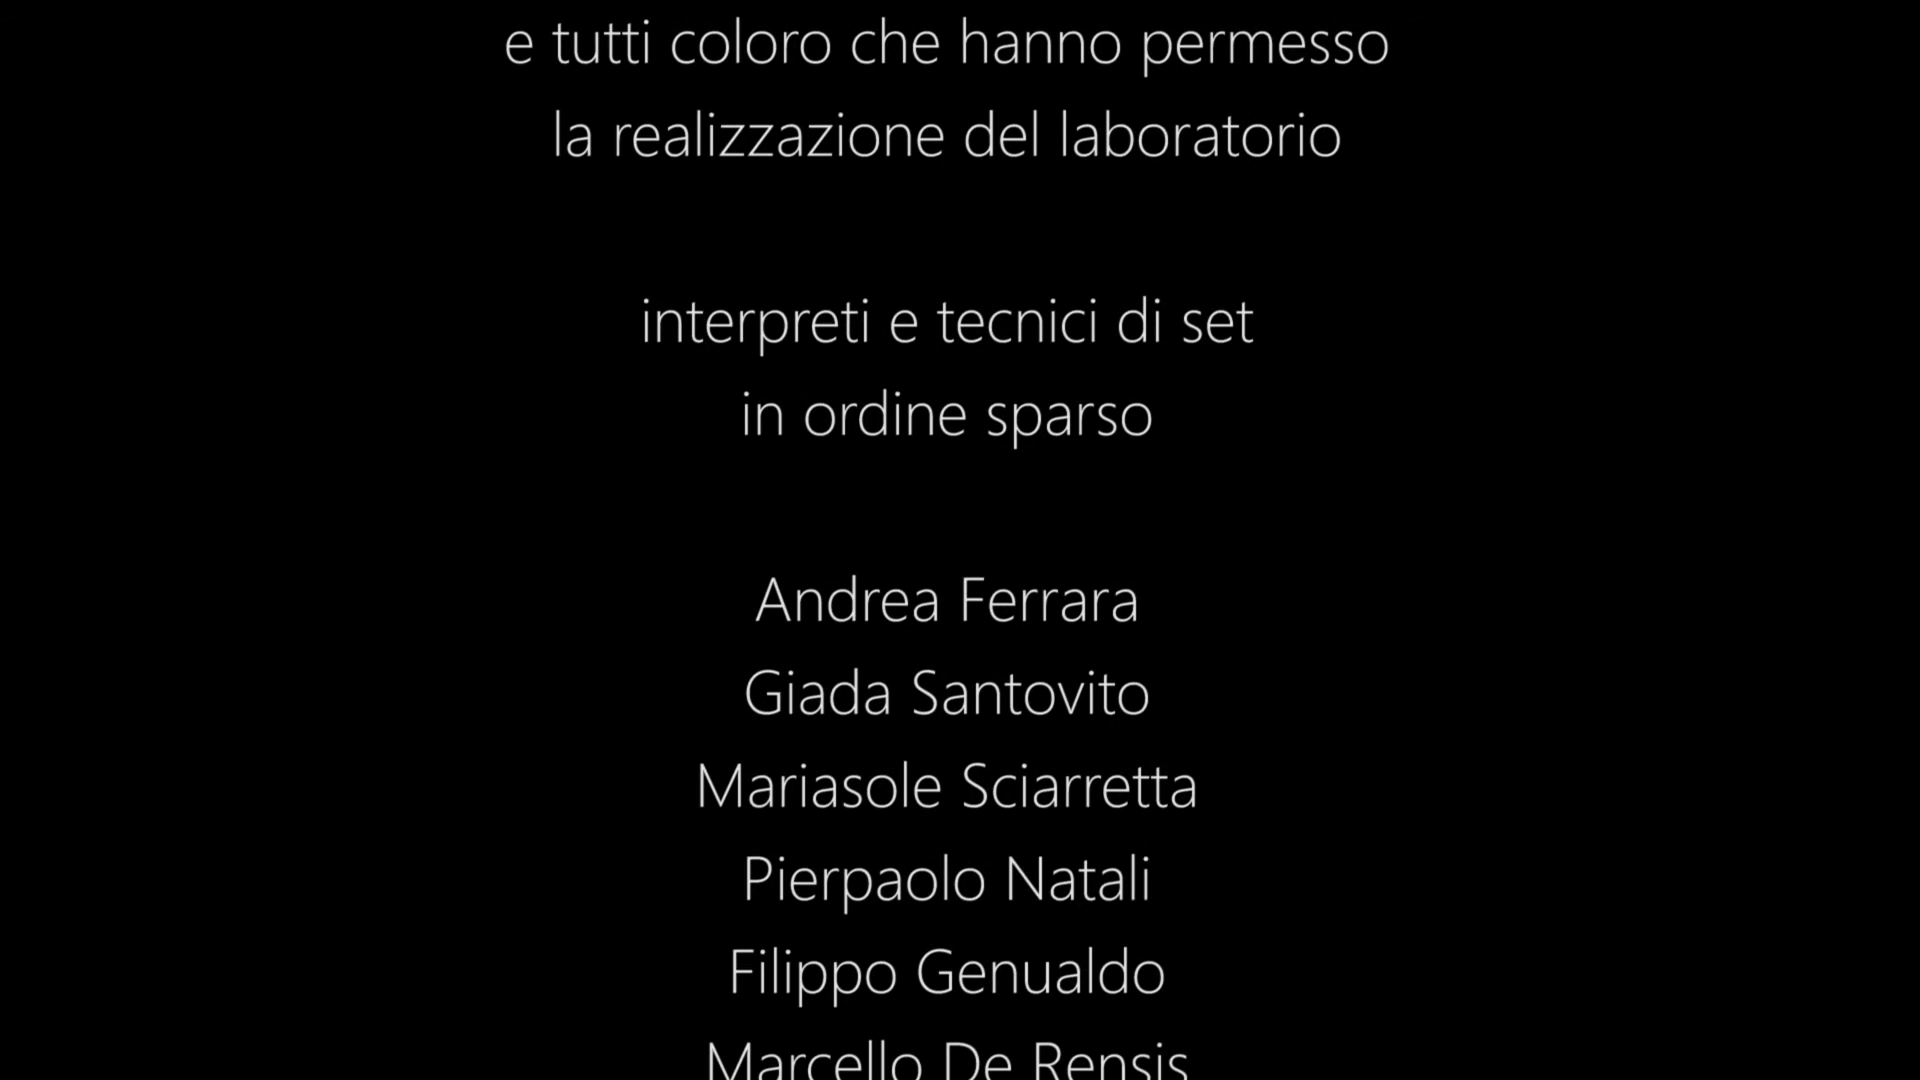 e tutti coloro che hanno permesso
la realizzazione del laboratorio
interpreti e tecnici di set
in ordine sparso
Andrea Ferrara
Giada Santovito
Mariasole Sciarretta
Pierpaolo Natali
Filippo Genualdo
Marcello De Rensis